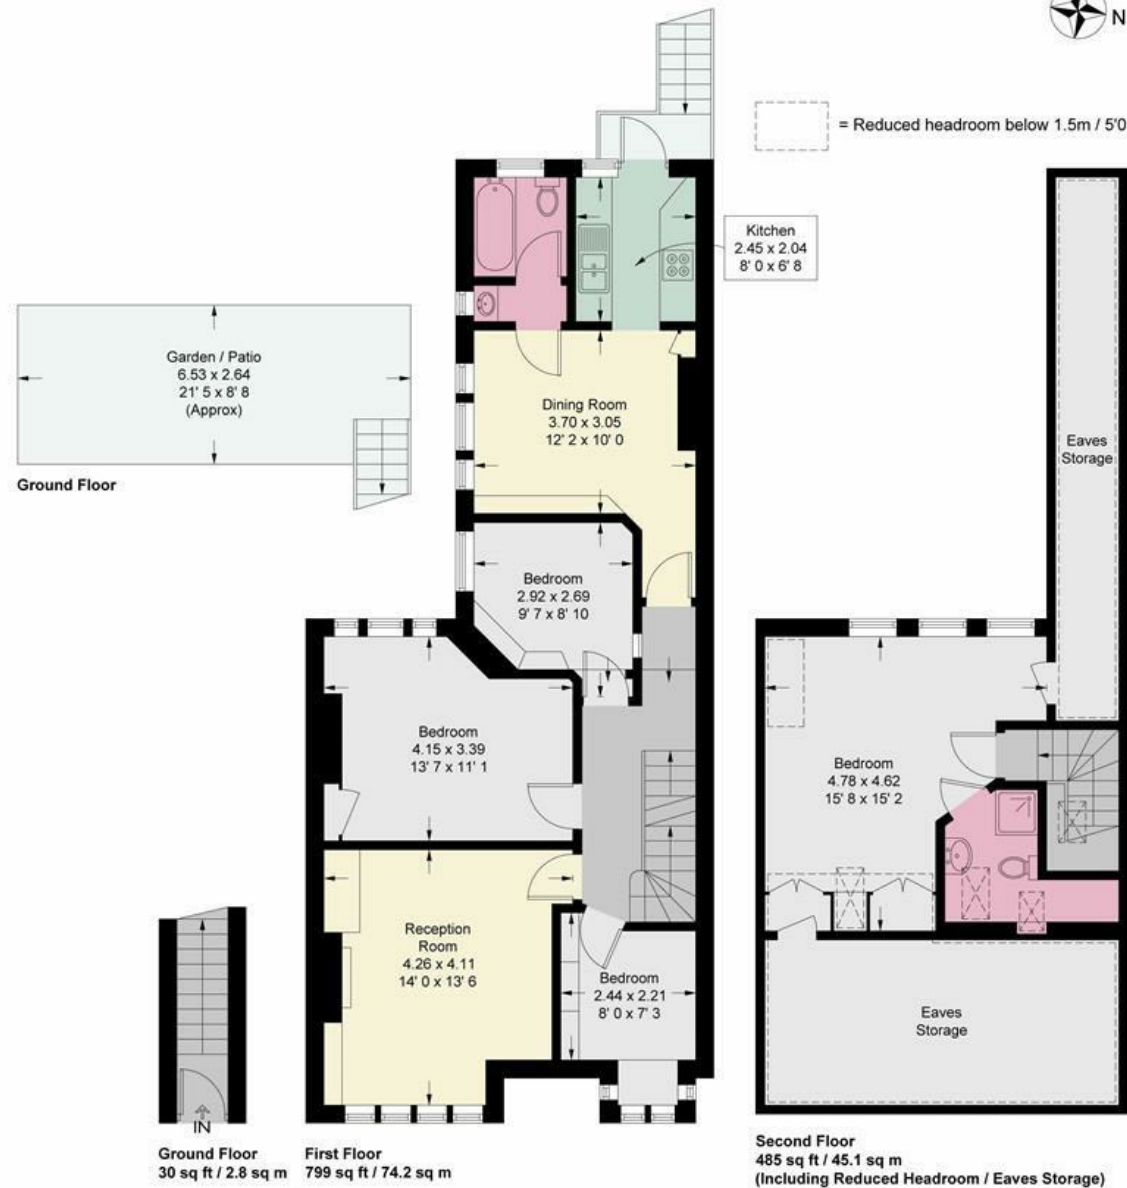 N
= Reduced headroom below 1.5m / 5'0
Kitchen
2.45 x 2.04
8' 0 x 6' 8
Garden / Patio
6.53 x 2.64
21' 5 x 8' 8
(Approx)
Ground Floor
Dining Room
3.70 x 3.05
12' 2 x 10' 0
Eaves
Storage
Bedroom
2.92 x 2.69
9' 7 x 8' 10
Bedroom
4.15 x 3.39
13' 7 x 11' 1
Bedroom
4.78 x 4.62
15' 8 x 15' 2
Reception
Room
4.26 x 4.11
14' 0 x 13' 6
Bedroom
2.44 x 2.21
8' 0 x 7' 3
Eaves
Storage
IN
Ground Floor
30 sq ft / 2.8 sq m
First Floor
799 sq ft / 74.2 sq m
Second Floor
485 sq ft / 45.1 sq m
(Including Reduced Headroom / Eaves Storage)